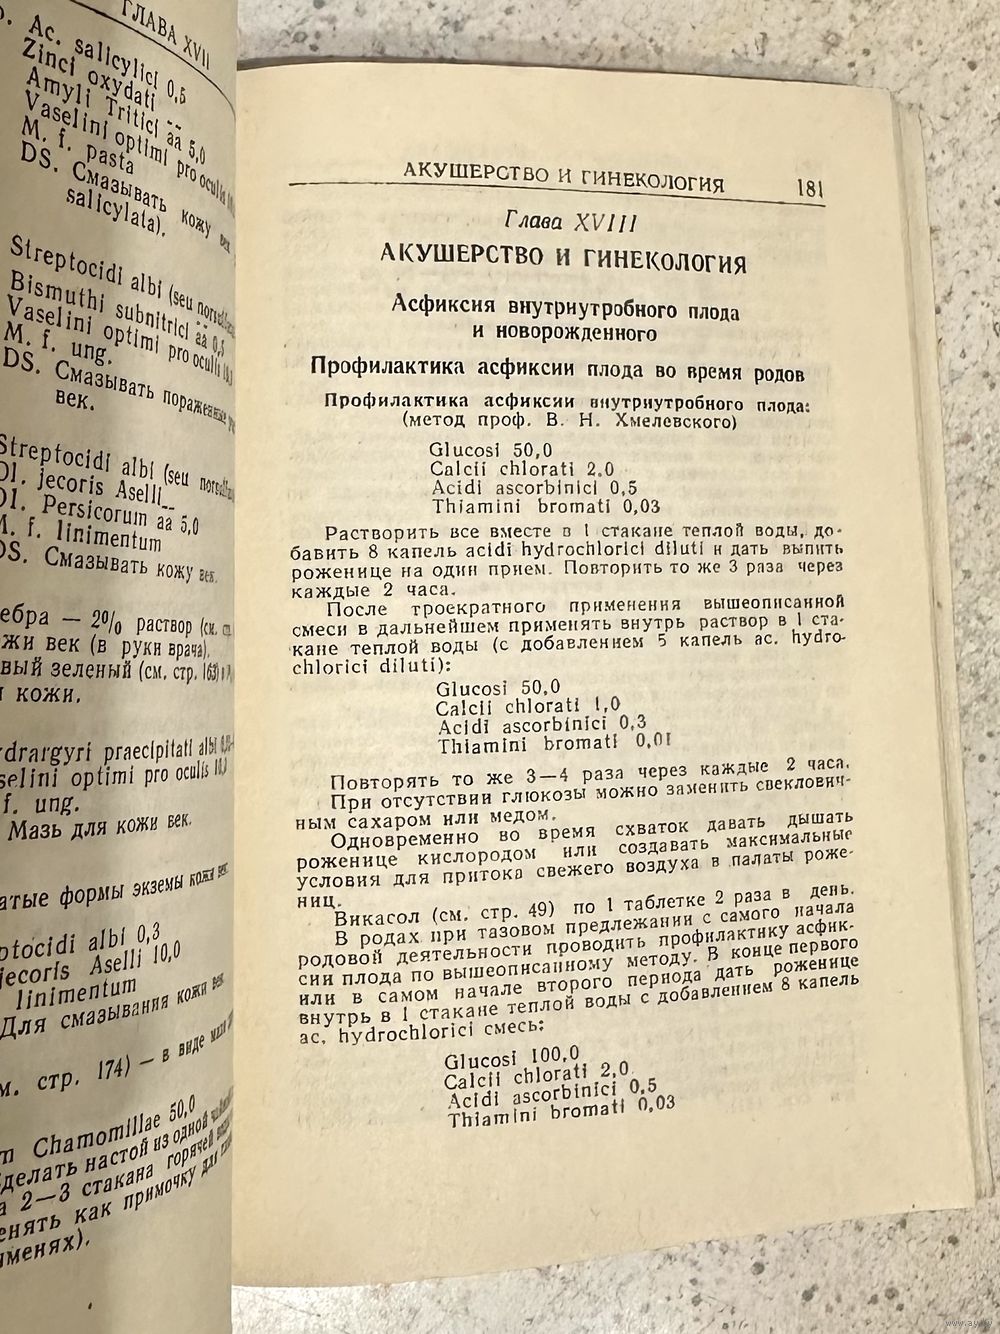 ГЛАВА XVII
Ac. salicylici 0,5
Zinci oxydati
Amyli Tritici āā 5,0
Vaselini optimi pro oculis
M. f. pasta
DS. Смазывать кожу век
salicylata).
Streptocidi albi (seu
Bismuthi subnitrici āā 0,5
Vaselini optimi pro oculis
M. f. ung.
DS. Смазывать пораженные
век.
Streptocidi albi (seu
Ol. jecoris Aselli
Ol. Persicorum āā 5,0
M. f. linimentum
DS. Смазывать кожу век.
ебра — 2% раствор (см.
жи век (в руки врача).
вый зеленый (см. стр. 163)
кожи.
drargyri praecipitati albi
selini optimi pro oculis
f. ung.
Мазь для кожи век.
атые формы экземы кожи век
ptocidi albi 0,3
jecoris Aselli 10,0
linimentum
Для смазывания кожи век
м. стр. 174) — в виде
m Chamomillae 50,0
делать настой из одной
а 2—3 стакана горячей
енять как примочку для
именях).
АКУШЕРСТВО И ГИНЕКОЛОГИЯ 181
Глава XVIII
АКУШЕРСТВО И ГИНЕКОЛОГИЯ
Асфиксия внутриутробного плода
и новорожденного
Профилактика асфиксии плода во время родов
Профилактика асфиксии внутриутробного плода:
(метод проф. В. Н. Хмелевского)
Glucosi 50,0
Calcii chlorati 2,0
Acidi ascorbinici 0,5
Thiamini bromati 0,03
Растворить все вместе в 1 стакане теплой воды, до-
бавить 8 капель acidi hydrochlorici diluti и дать выпить
роженице на один прием. Повторить то же 3 раза через
каждые 2 часа.
После троекратного применения вышеописанной
смеси в дальнейшем применять внутрь раствор в 1 ста-
кане теплой воды (с добавлением 5 капель ac. hydro-
chlorici diluti):
Glucosi 50,0
Calcii chlorati 1,0
Acidi ascorbinici 0,3
Thiamini bromati 0,01
Повторять то же 3—4 раза через каждые 2 часа.
При отсутствии глюкозы можно заменить свеклович-
ным сахаром или медом.
Одновременно во время схваток давать дышать
роженице кислородом или создавать максимальные
условия для притока свежего воздуха в палаты роже-
ниц.
Викасол (см. стр. 49) по 1 таблетке 2 раза в день.
В родах при тазовом предлежании с самого начала
родовой деятельности проводить профилактику асфик-
сии плода по вышеописанному методу. В конце первого
или в самом начале второго периода дать роженице
внутрь в 1 стакане теплой воды с добавлением 8 капель
ac. hydrochlorici смесь:
Glucosi 100,0
Calcii chlorati 2,0
Acidi ascorbinici 0,5
Thiamini bromati 0,03